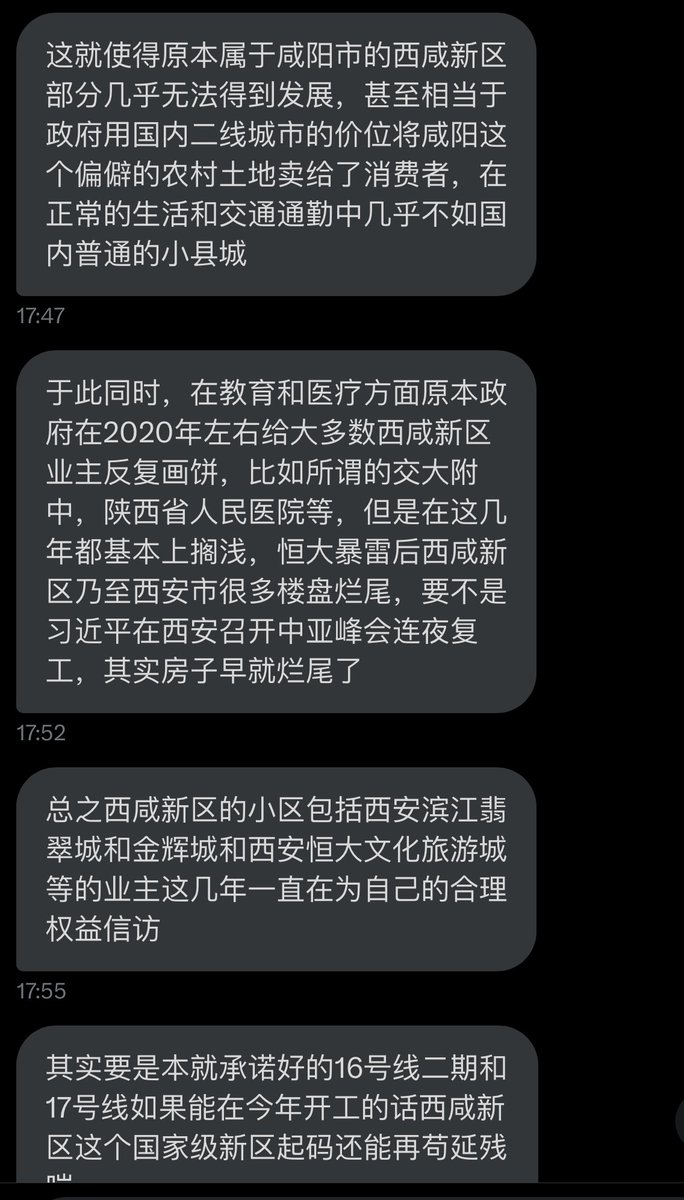 这就使得原本属于咸阳市的西咸新区
部分几乎无法得到发展，甚至相当于
政府用国内二线城市的价位将咸阳这
个偏僻的农村土地卖给了消费者，在
正常的生活和交通通勤中几乎不如国
内普通的小县城
17:47
于此同时，在教育和医疗方面原本政
府在2020年左右给大多数西咸新区
业主反复画饼，比如所谓的交大附
中，陕西省人民医院等，但是在这几
年都基本上搁浅，恒大暴雷后西咸新
区乃至西安市很多楼盘烂尾，要不是
习近平在西安召开中亚峰会连夜复
工，其实房子早就烂尾了
17:52
总之西咸新区的小区包括西安滨江翡
翠城和金辉城和西安恒大文化旅游城
等的业主这几年一直在为自己的合理
权益信访
17:55
其实要是本就承诺好的16号线二期和
17号线如果能在今年开工的话西咸新
区这个国家级新区起码还能再苟延残